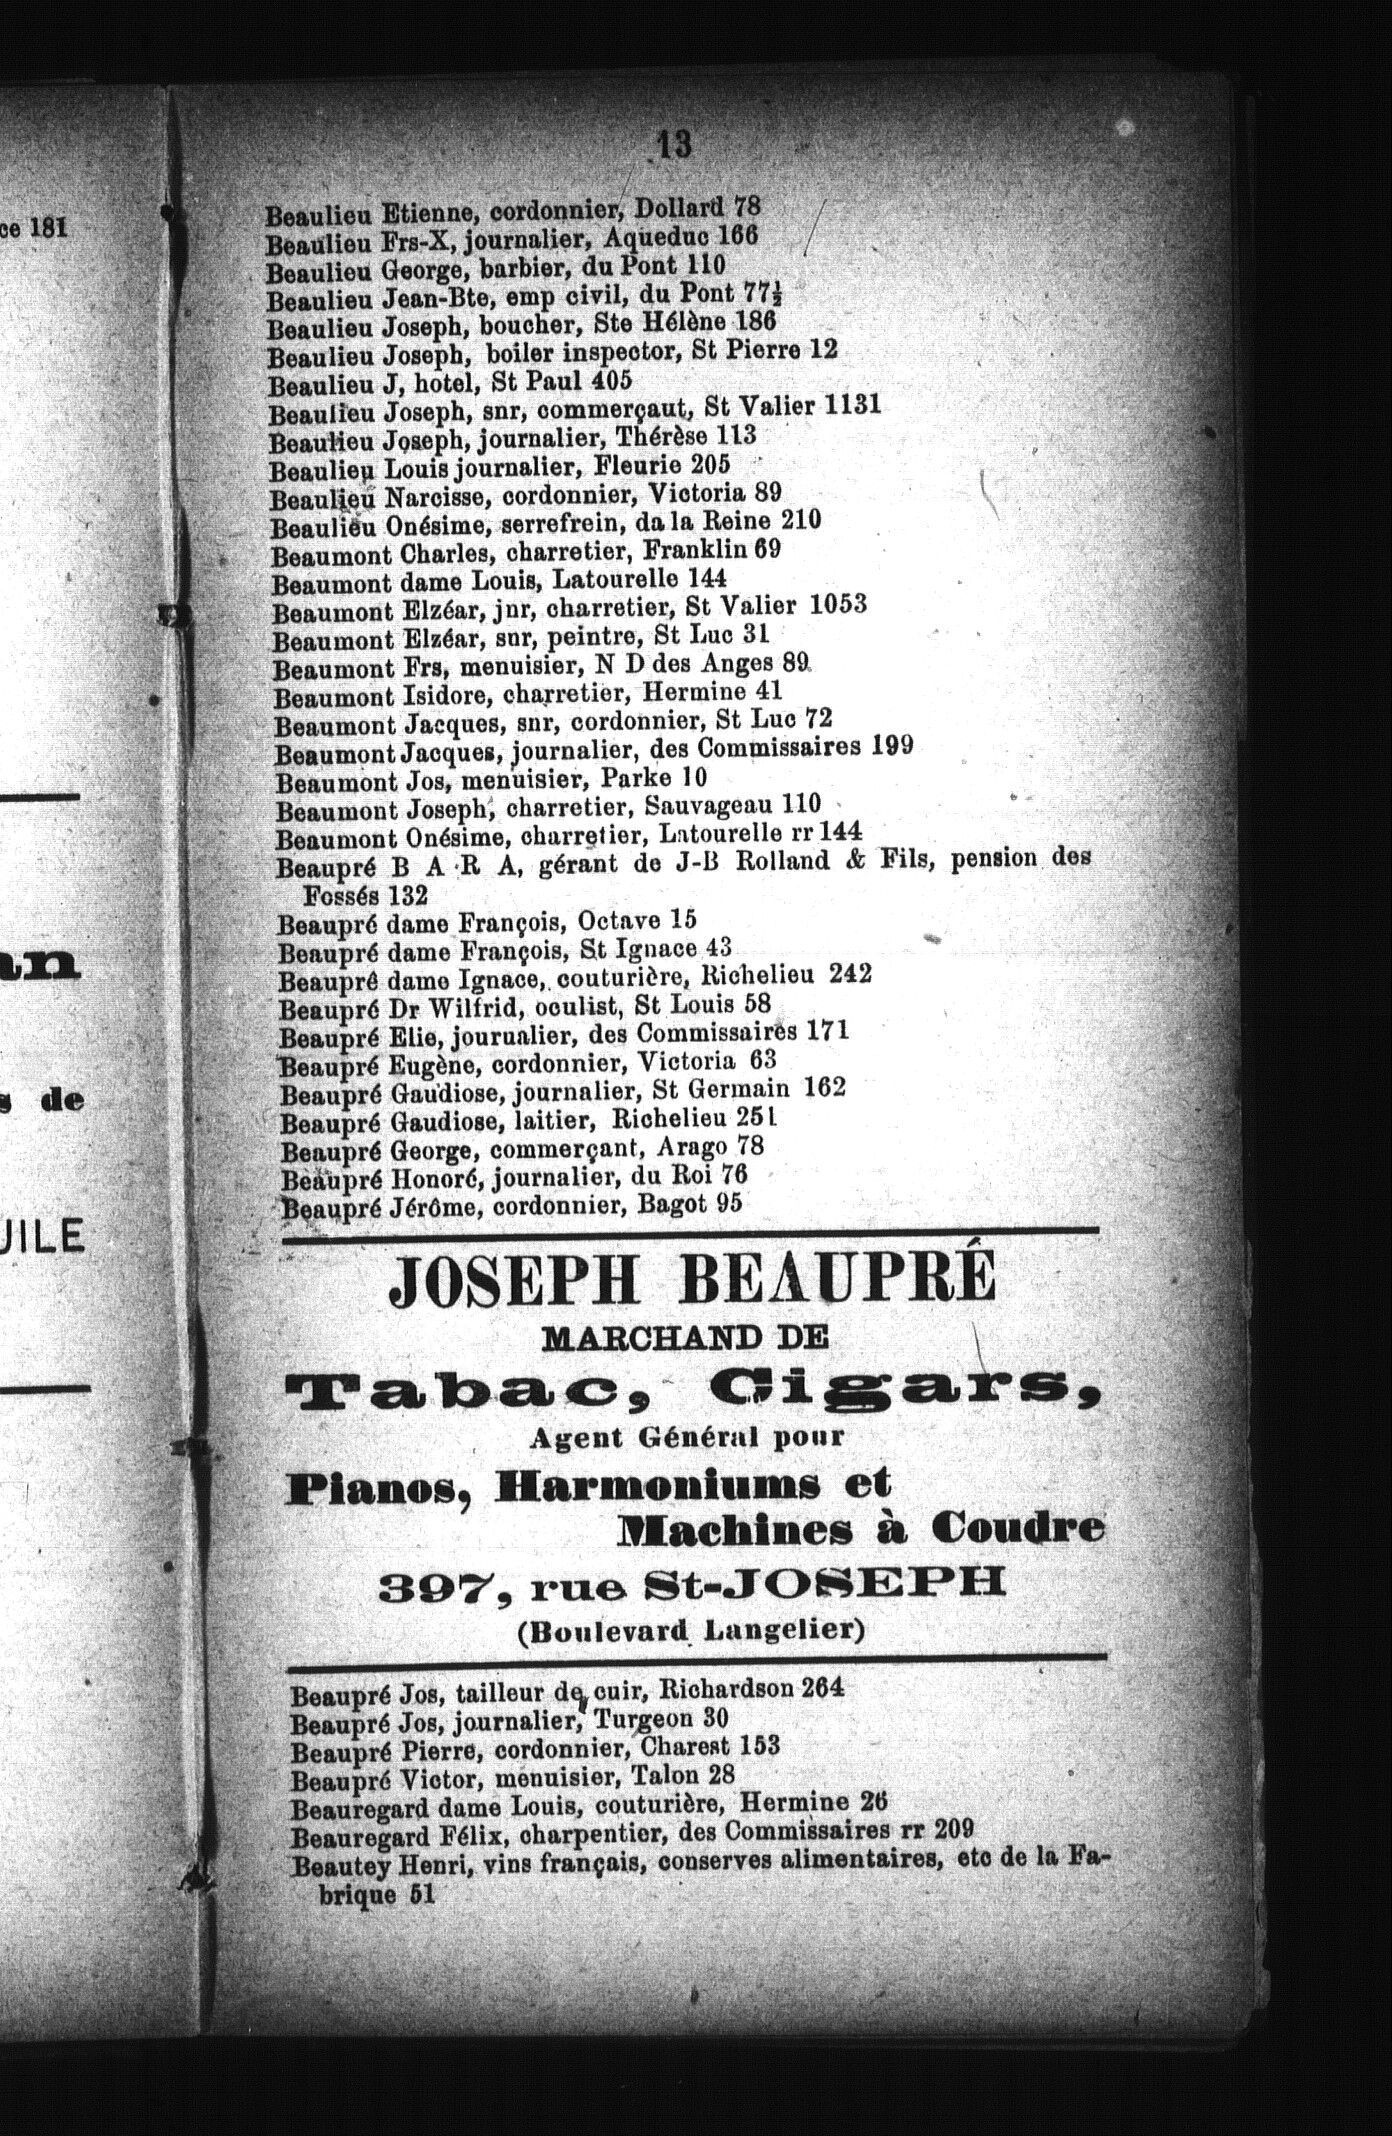 ce 181
an
s de
UILE
13
Beaulieu Etienne, cordonnier, Dollard 78
Beaulieu Frs-X, journalier, Aqueduc 166
Beaulieu George, barbier, du Pont 110
Beaulieu Jean-Bte, emp civil, du Pont 77½
Beaulieu Joseph, boucher, Ste Hélène 186
Beaulieu Joseph, boiler inspector, St Pierre 12
Beaulieu J, hotel, St Paul 405
Beaulieu Joseph, snr, commerçaut, St Valier 1131
Beaulieu Joseph, journalier, Thérèse 113
Beaulieu Louis journalier, Fleurie 205
Beaulieu Narcisse, cordonnier, Victoria 89
Beaulieu Onésime, serrefrein, da la Reine 210
Beaumont Charles, charretier, Franklin 69
Beaumont dame Louis, Latourelle 144
Beaumont Elzéar, jnr, charretier, St Valier 1053
Beaumont Elzéar, snr, peintre, St Luc 31
Beaumont Frs, menuisier, N D des Anges 89
Beaumont Isidore, charretier, Hermine 41
Beaumont Jacques, snr, cordonnier, St Luc 72
Beaumont Jacques, journalier, des Commissaires 199
Beaumont Jos, menuisier, Parke 10
Beaumont Joseph, charretier, Sauvageau 110
Beaumont Onésime, charretier, Latourelle rr 144
Beaupré B A R A, gérant de J-B Rolland & Fils, pension des
Fossés 132
Beaupré dame François, Octave 15
Beaupré dame François, St Ignace 43
Beaupré dame Ignace, couturière, Richelieu 242
Beaupré Dr Wilfrid, oculist, St Louis 58
Beaupré Elie, jourualier, des Commissaires 171
Beaupré Eugène, cordonnier, Victoria 63
Beaupré Gaudiose, journalier, St Germain 162
Beaupré Gaudiose, laitier, Richelieu 251
Beaupré George, commerçant, Arago 78
Beaupré Honoré, journalier, du Roi 76
Beaupré Jérôme, cordonnier, Bagot 95
JOSEPH BEAUPRÉ
MARCHAND DE
Tabac, Cigars,
Agent Général pour
Pianos, Harmoniums et
Machines à Coudre
397, rue St-JOSEPH
(Boulevard Langelier)
Beaupré Jos, tailleur de cuir, Richardson 264
Beaupré Jos, journalier, Turgeon 30
Beaupré Pierre, cordonnier, Charest 153
Beaupré Victor, menuisier, Talon 28
Beauregard dame Louis, couturière, Hermine 26
Beauregard Félix, charpentier, des Commissaires rr 209
Beautey Henri, vins français, conserves alimentaires, etc de la Fa-
brique 51